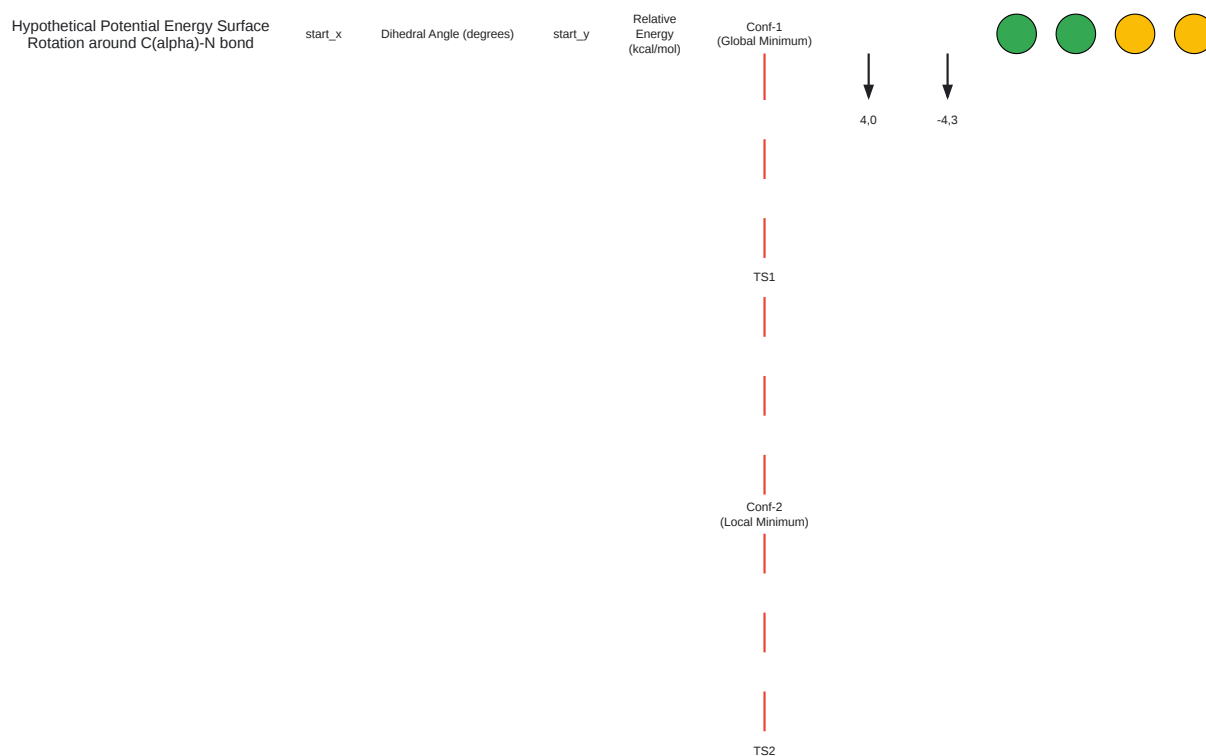 Hypothetical Potential Energy Surface
Rotation around C(alpha)-N bond
start_x
Dihedral Angle (degrees)
start_y
Relative
Energy
(kcal/mol)
Conf-1
(Global Minimum)
4,0
-4,3
TS1
Conf-2
(Local Minimum)
TS2